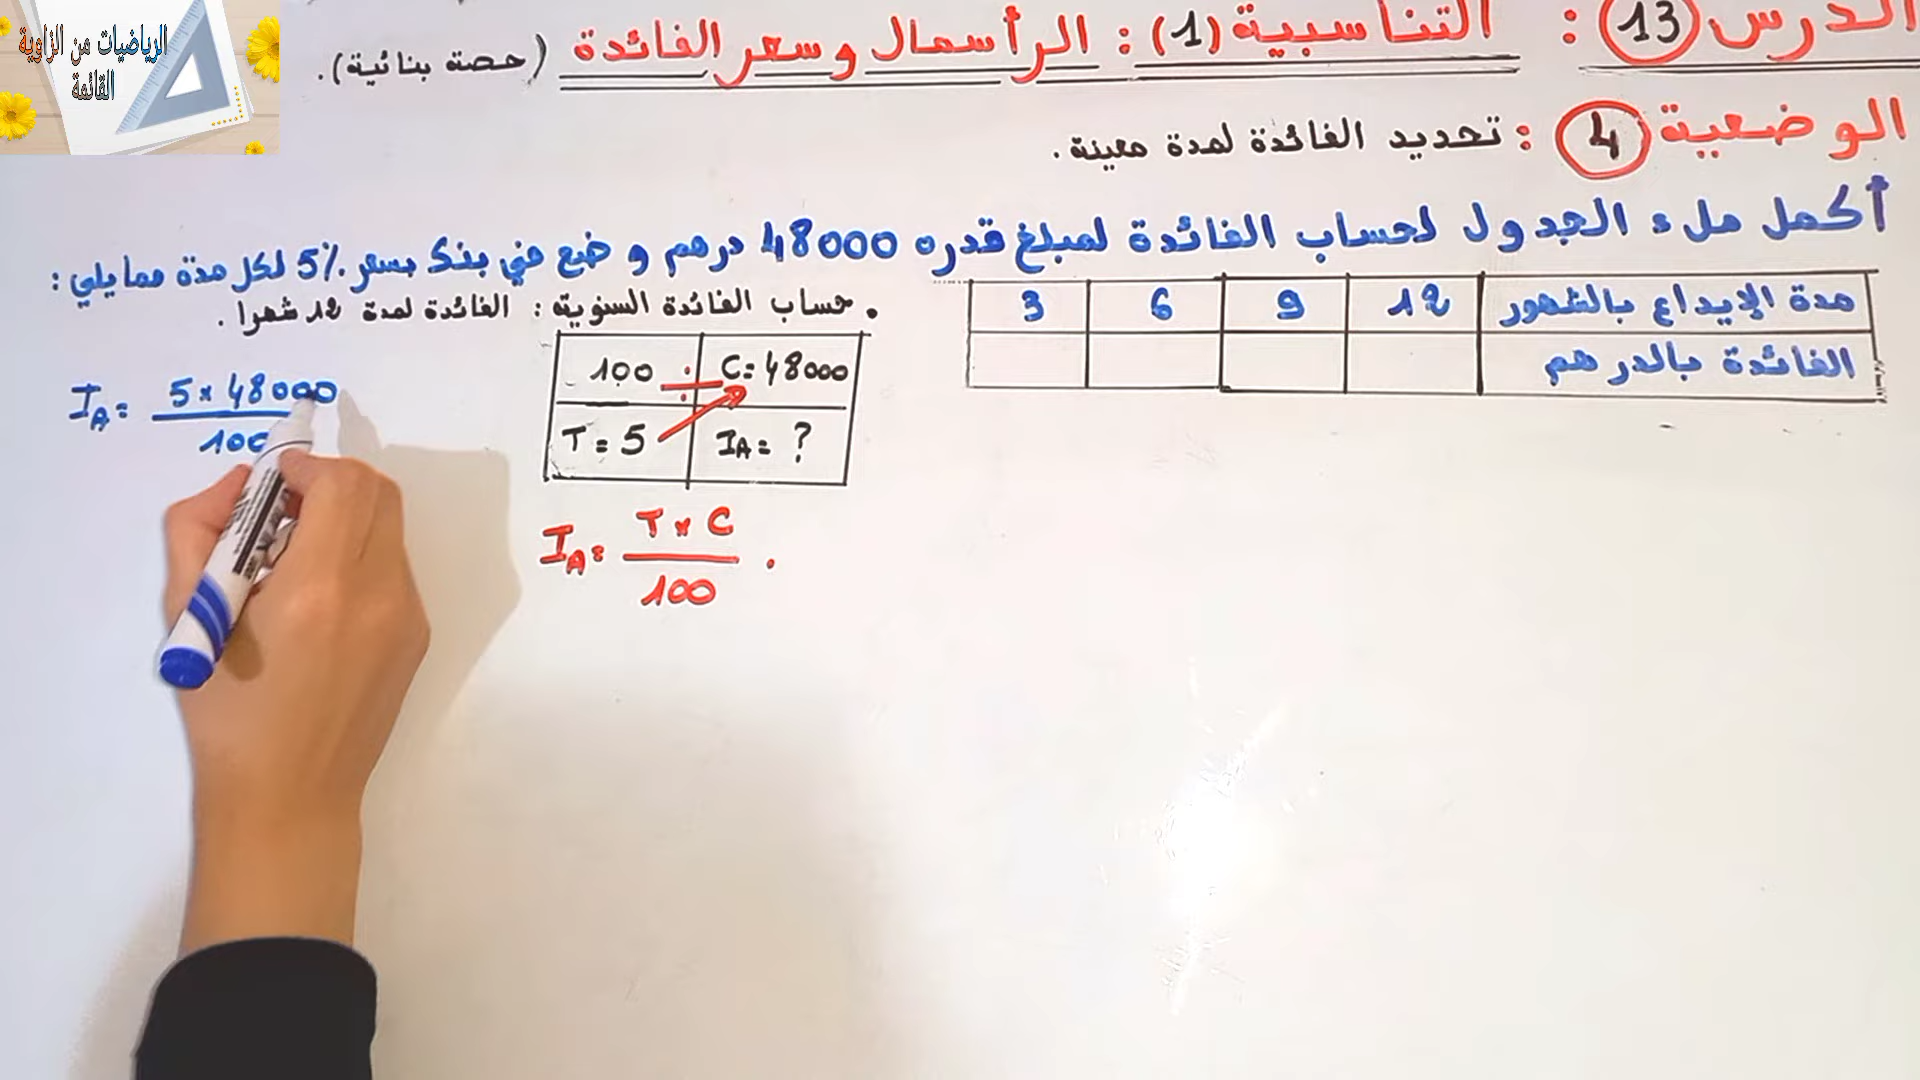 الرياضيات من الزاوية
القائمة
الدرس 13 : التناسبية (1) : الرأسمال وسعر الفائدة (حصة بنائية).
الوضعية 4 : تحديد الفائدة لمدة معينة.
أكمل ملء الجدول لحساب الفائدة لمبلغ قدره 48000 درهم وضع في بنك بسعر 5% لكل مدة مما يلي :
مدة الإيداع بالشهور 12 9 6 3
الفائدة بالدرهم
. حساب الفائدة السنوية : الفائدة لمدة 12 شهرا .
100 ÷ C = 48000
T = 5 IA = ?
IA = T × C
100 .
IA = 5 × 48000
100